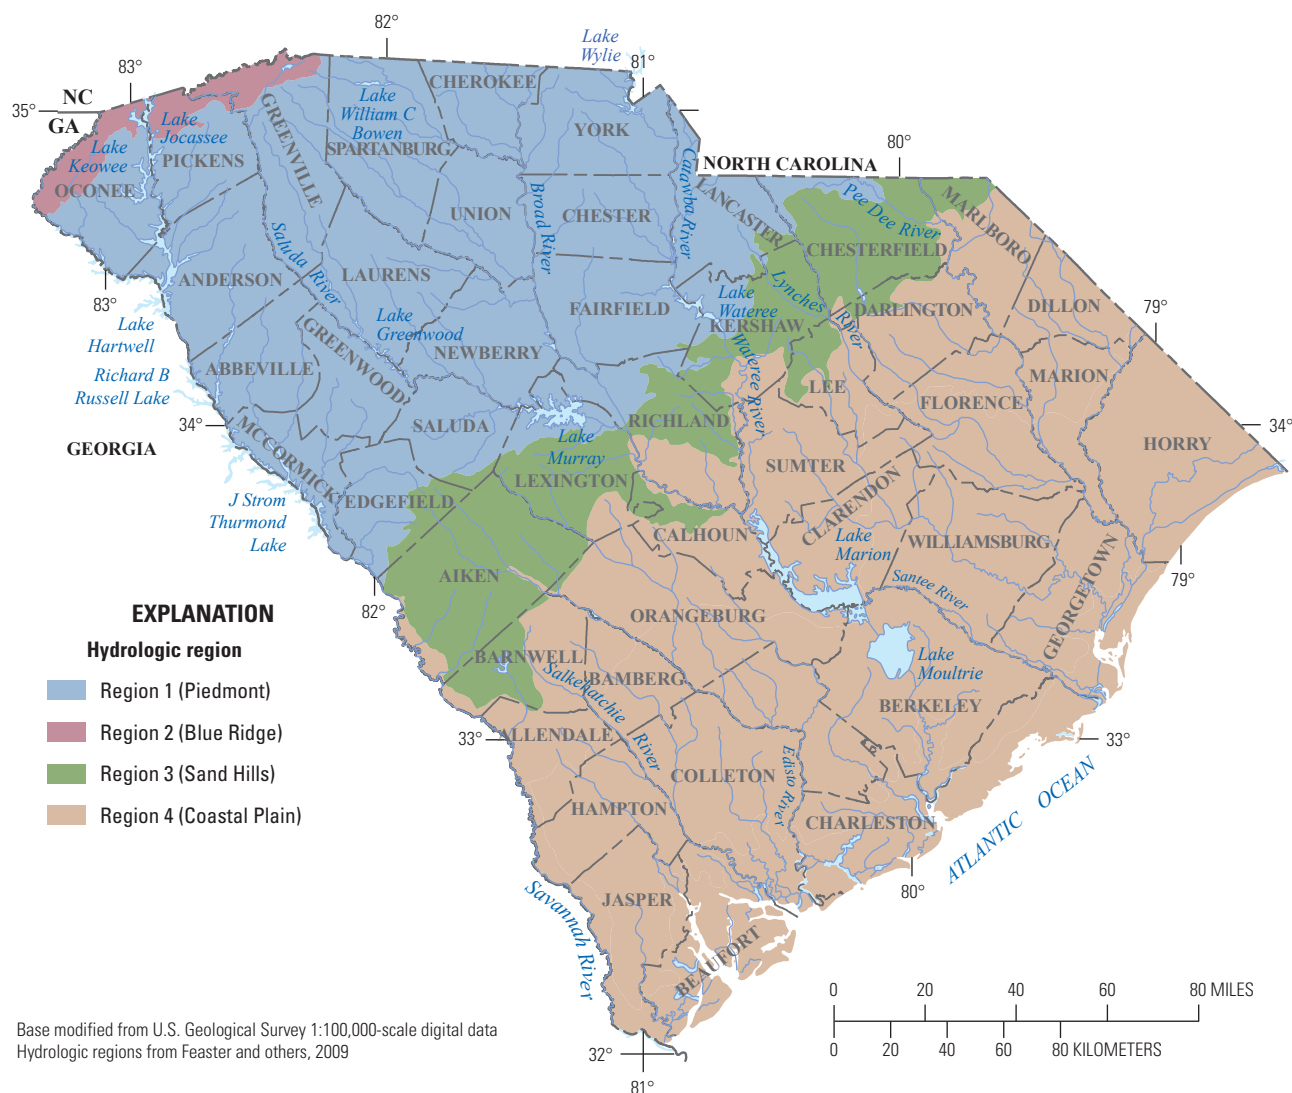 82°
Lake
Wylie
81°
83°
NC
35°
GA
CHEROKEE
Lake
William C
Bowen
YORK
GREENVILLE
Lake
Jocassee
PICKENS
SPARTANBURG
Lake
Keowee
OCONEE
NORTH CAROLINA
80°
Catawba River
LANCASTER
Pee Dee River
MARLBORO
UNION
Broad River
CHESTER
CHESTERFIELD
Saluda River
ANDERSON
LAURENS
83°
Lake
Hartwell
Lake
Greenwood
GREENWOOD
NEWBERRY
FAIRFIELD
Lake
Wateree
KERSHAW
Lynches
River
DARLINGTON
DILLON
79°
Richard B
Russell Lake
ABBEVILLE
Wateree River
LEE
MARION
FLORENCE
34°
GEORGIA
MCCORMICK
SALUDA
Lake
Murray
RICHLAND
HORRY
34°
SUMTER
LEXINGTON
EDGEFIELD
J Strom
Thurmond
Lake
CALHOUN
CLARENDON
Lake
Marion
WILLIAMSBURG
GEORGETOWN
79°
AIKEN
82°
ORANGEBURG
Santee River
BARNWELL
Salkehatchie
River
BAMBERG
Lake
Moultrie
BERKELEY
33°
ALLENDALE
33°
COLLETON
Edisto River
HAMPTON
CHARLESTON
ATLANTIC OCEAN
80°
JASPER
Savannah River
BEAUFORT
32°
81°
EXPLANATION
Hydrologic region
Region 1 (Piedmont)
Region 2 (Blue Ridge)
Region 3 (Sand Hills)
Region 4 (Coastal Plain)
0 20 40 60 80 MILES
0 20 40 60 80 KILOMETERS
Base modified from U.S. Geological Survey 1:100,000-scale digital data
Hydrologic regions from Feaster and others, 2009